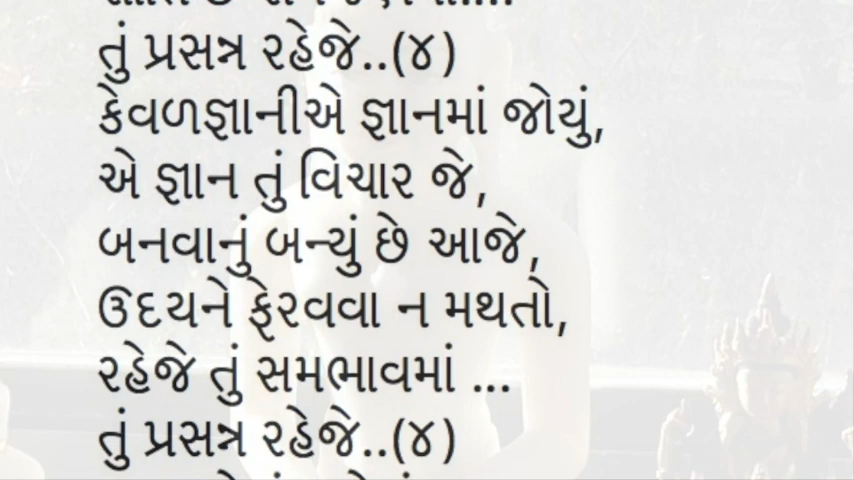 તું પ્રસન્ન રહેજે..(૪)
કેવળજ્ઞાનીએ જ્ઞાનમાં જોયું,
એ જ્ઞાન તું વિચાર જે,
બનવાનું બન્યું છે આજે,
ઉદયને ફેરવવા ન મથતો,
રહેજે તું સમભાવમાં ...
તું પ્રસન્ન રહેજે..(૪)